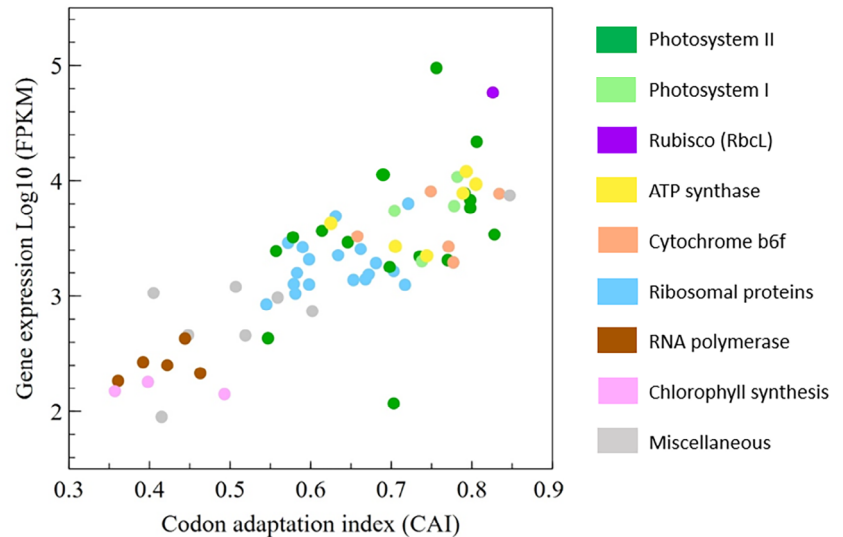 Gene expression Log10 (FPKM)
5
4
3
2
0.3 0.4 0.5 0.6 0.7 0.8 0.9
Codon adaptation index (CAI)
Photosystem II
Photosystem I
Rubisco (RbcL)
ATP synthase
Cytochrome b6f
Ribosomal proteins
RNA polymerase
Chlorophyll synthesis
Miscellaneous